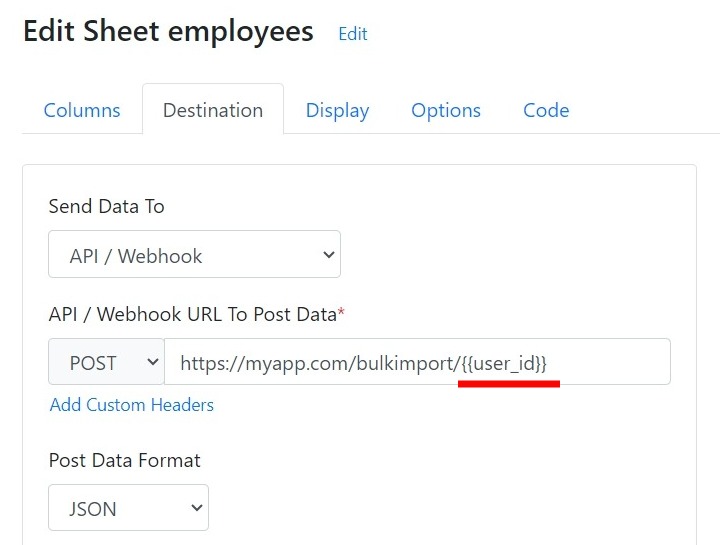 Edit Sheet employees Edit
Columns Destination Display Options Code
Send Data To
API / Webhook
API / Webhook URL To Post Data*
POST https://myapp.com/bulkimport/{{user_id}}
Add Custom Headers
Post Data Format
JSON